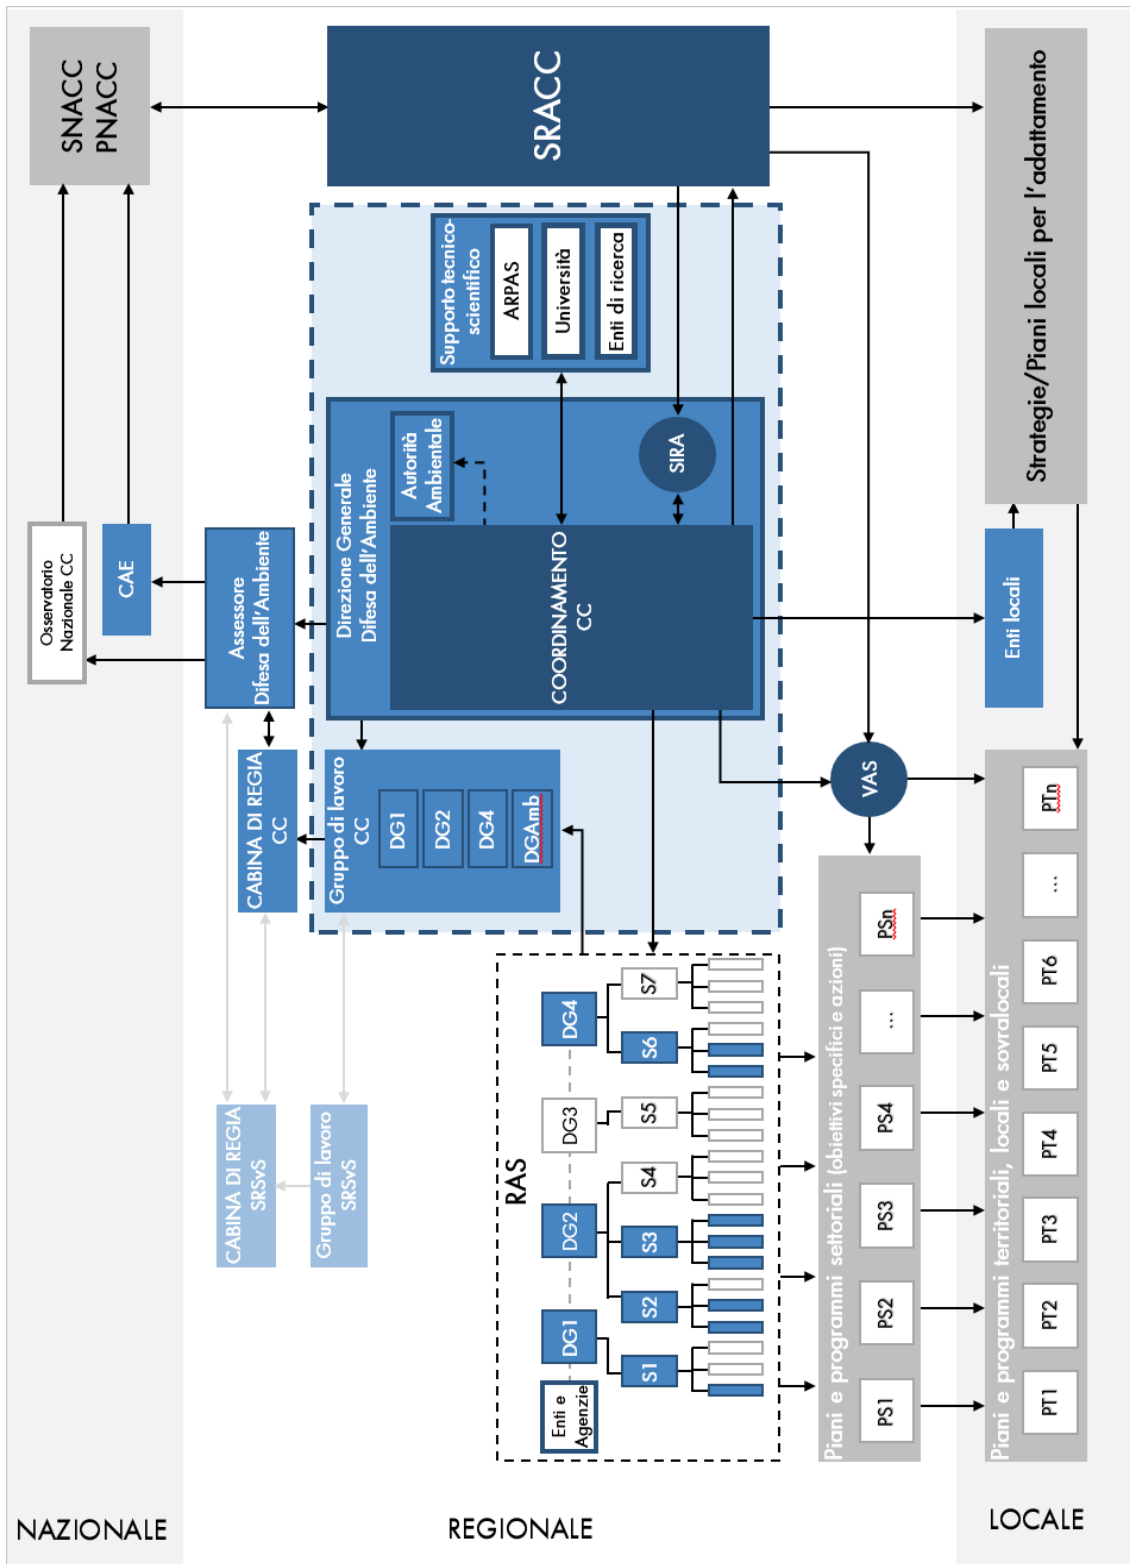 NAZIONALE
SNACC
PNACC
Osservatorio
Nazionale CC
CAE
REGIONALE
CABINA DI REGIA
SRSvS
Gruppo di lavoro
SRSvS
CABINA DI REGIA
CC
Assessore
Difesa dell'Ambiente
Gruppo di lavoro
CC
DG1
DG2
DG4
DGAmb
Direzione Generale
Difesa dell'Ambiente
Autorità
Ambientale
COORDINAMENTO
CC
SIRA
Supporto tecnico-
scientifico
ARPAS
Università
Enti di ricerca
SRACC
RAS
Enti e
Agenzie
DG1
DG2
DG3
DG4
S1
S2
S3
S4
S5
S6
S7
VAS
Piani e programmi settoriali (obiettivi specifici e azioni)
PS1
PS2
PS3
PS4
...
PSn
LOCALE
Piani e programmi territoriali, locali e sovralocali
PT1
PT2
PT3
PT4
PT5
PT6
...
PTn
Enti locali
Strategie/Piani locali per l'adattamento